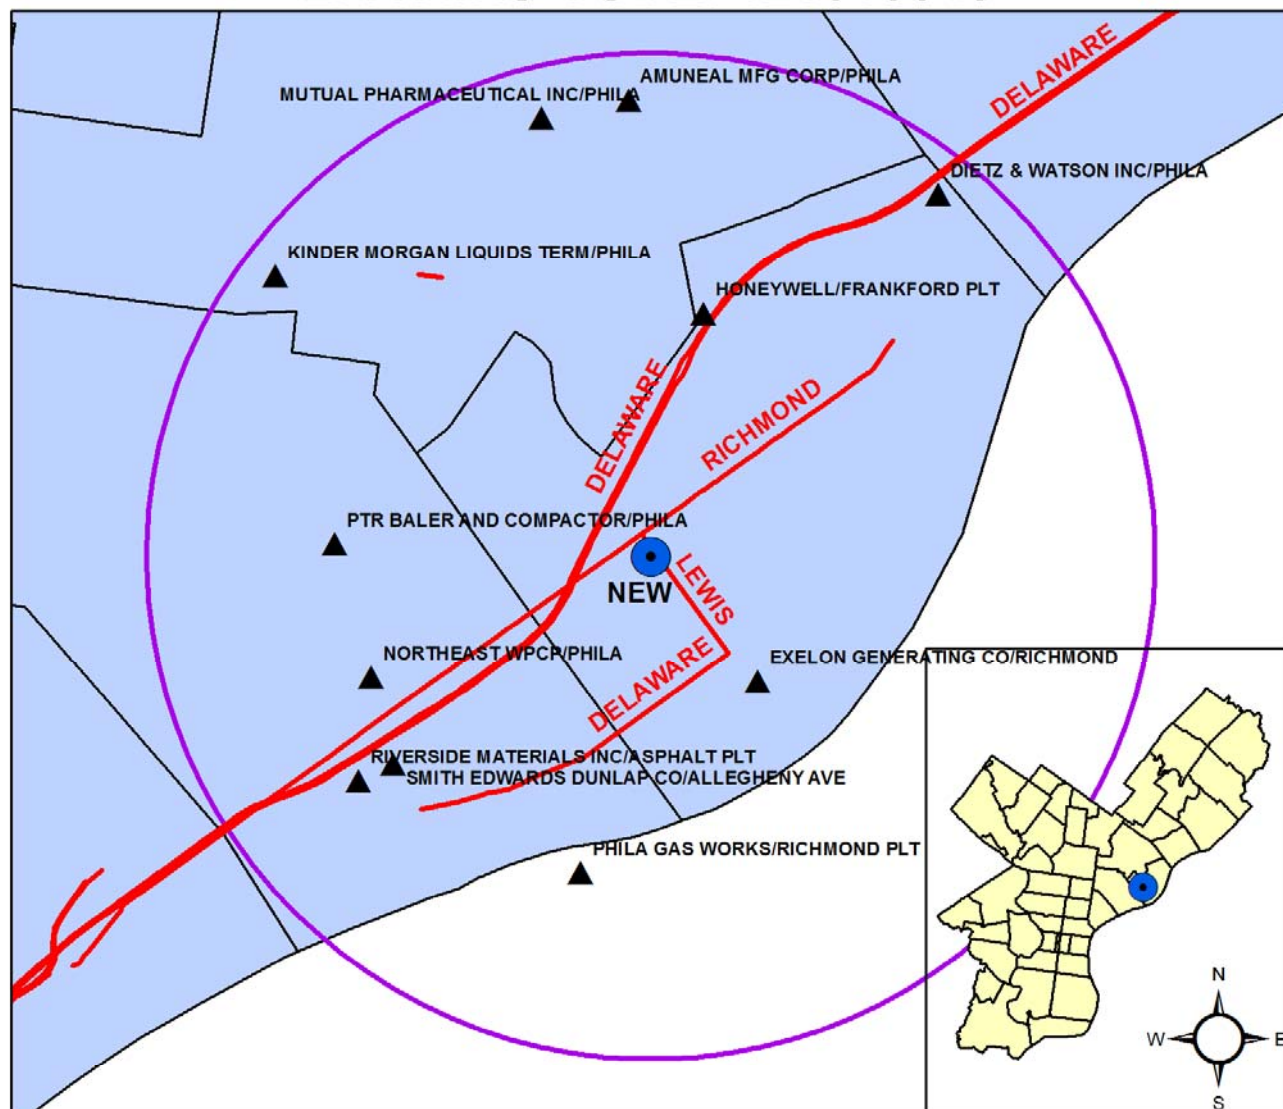 DELAWARE
AMUNEAL MFG CORP/PHILA
MUTUAL PHARMACEUTICAL INC/PHILA
DIETZ & WATSON INC/PHILA
KINDER MORGAN LIQUIDS TERM/PHILA
HONEYWELL/FRANKFORD PLT
DELAWARE
RICHMOND
PTR BALER AND COMPACTOR/PHILA
LEWIS
NEW
NORTHEAST WPCP/PHILA
EXELON GENERATING CO/RICHMOND
DELAWARE
RIVERSIDE MATERIALS INC/ASPHALT PLT
SMITH EDWARDS DUNLAP CO/ALLEGHENY AVE
PHILA GAS WORKS/RICHMOND PLT
N
W
E
S